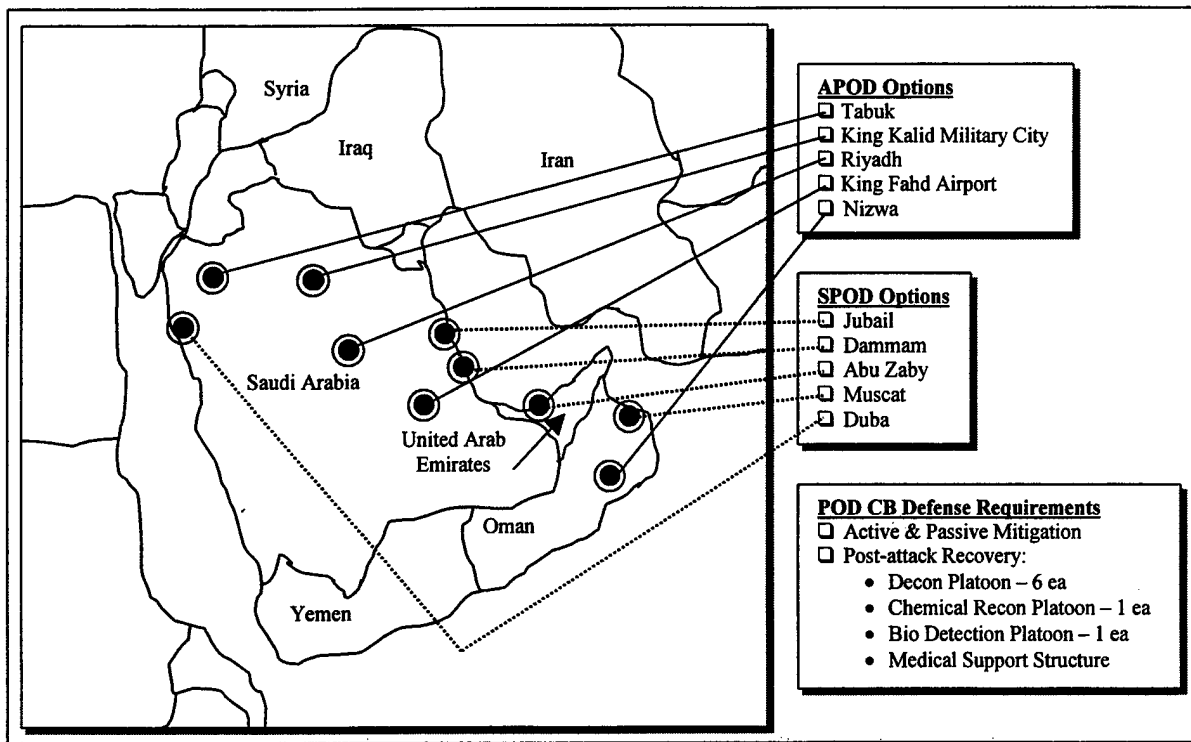 Syria
Iraq
Iran
Saudi Arabia
United Arab
Emirates
Oman
Yemen
APOD Options
❑ Tabuk
❑ King Kalid Military City
❑ Riyadh
❑ King Fahd Airport
❑ Nizwa
SPOD Options
❑ Jubail
❑ Dammam
❑ Abu Zaby
❑ Muscat
❑ Duba
POD CB Defense Requirements
❑ Active & Passive Mitigation
❑ Post-attack Recovery:
• Decon Platoon – 6 ea
• Chemical Recon Platoon – 1 ea
• Bio Detection Platoon – 1 ea
• Medical Support Structure